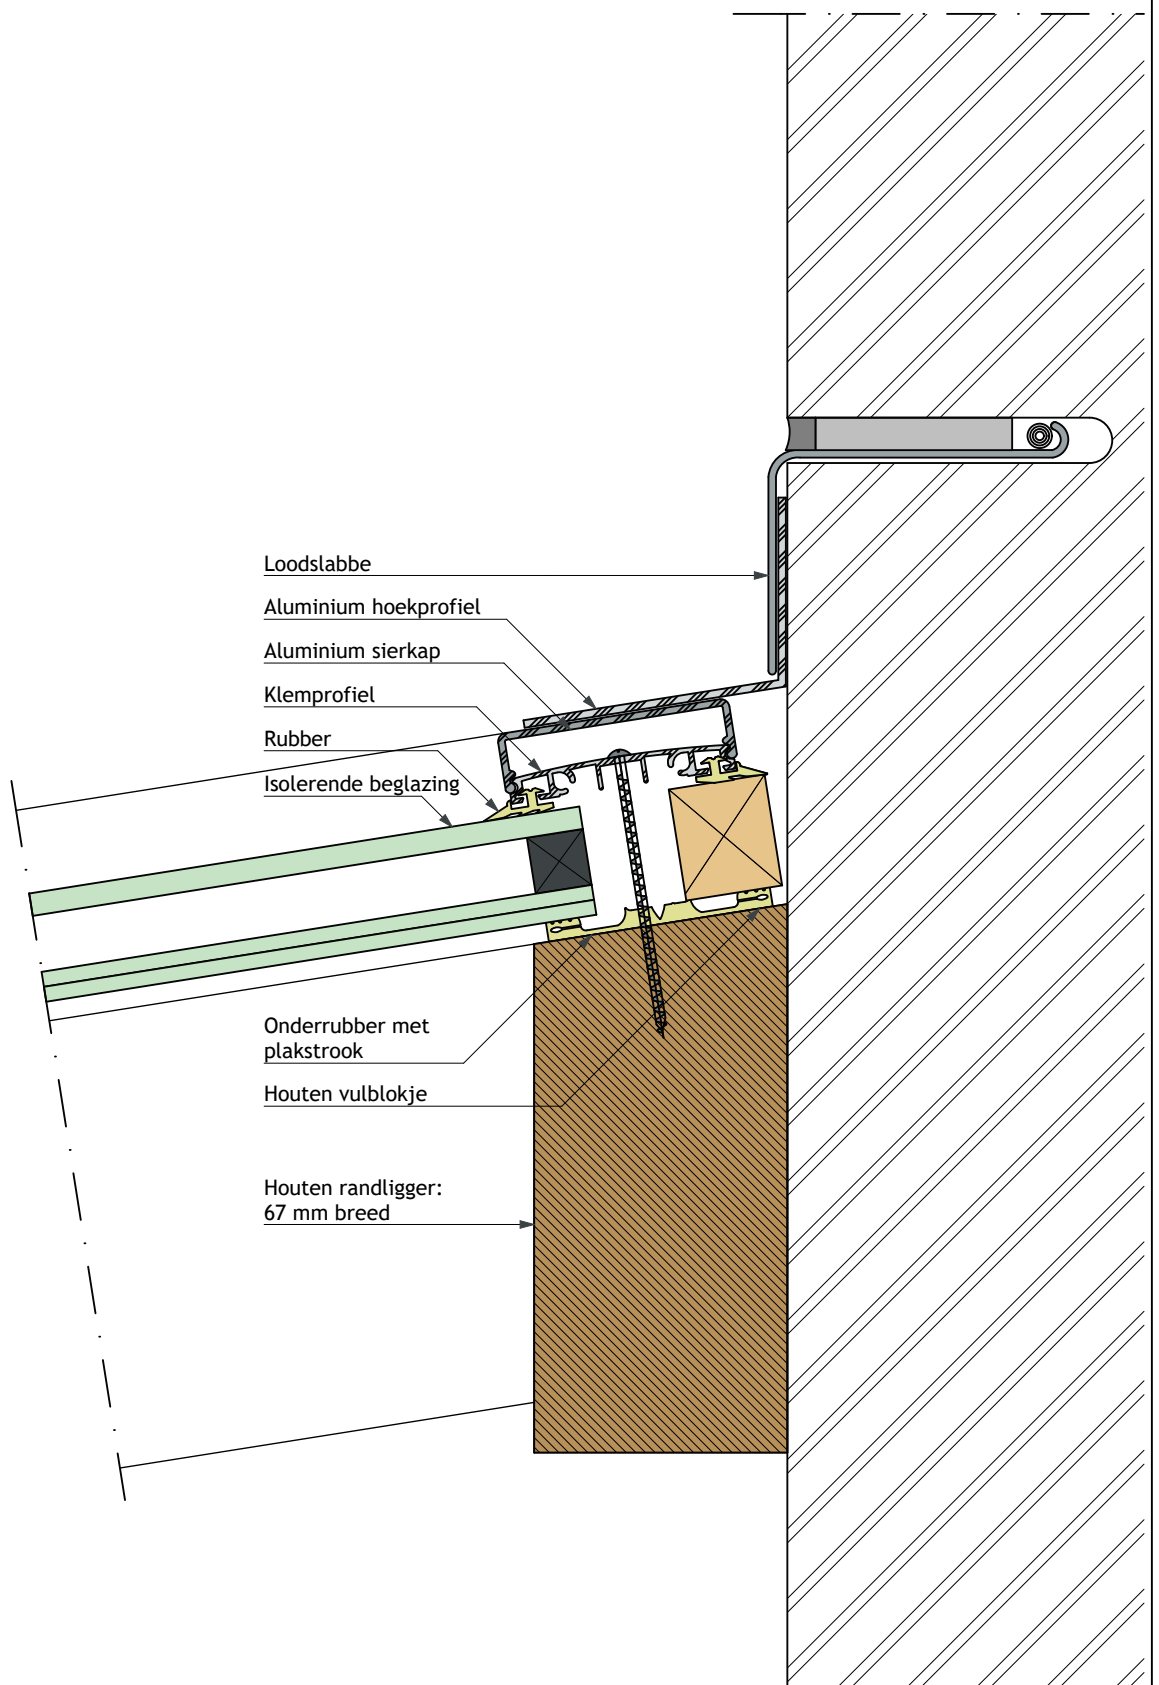 Loodslabbe
Aluminium hoekprofiel
Aluminium sierkap
Klemprofiel
Rubber
Isolerende beglazing
Onderrubber met
plakstrook
Houten vulblokje
Houten randligger:
67 mm breed